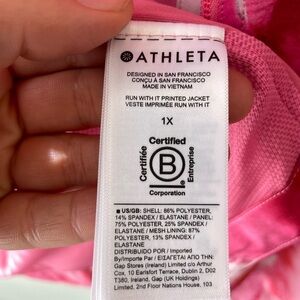 ATHLETA
DESIGNED IN SAN FRANCISCO
CONÇU À SAN FRANCISCO
MADE IN VIETNAM
RUN WITH IT PRINTED JACKET
VESTE IMPRIMÉE RUN WITH IT
1X
Certified
Certifiée
B
Entreprise
Corporation
US/GB: SHELL: 86% POLYESTER,
14% SPANDEX / ELASTANE / PANEL:
75% POLYESTER, 25% SPANDEX /
ELASTANE / MESH LINING: 87%
POLYESTER, 13% SPANDEX /
ELASTANE
DISTRIBUIDO POR / Imported
By/Importé Par / ΕΙΣΑΓΕΤΑΙ ΑΠΟ ΤΗΝ:
Gap Stores (Ireland) Limited c/o Arthur
Cox, 10 Earlsfort Terrace, Dublin 2, D02
T380, Ireland, Gap (UK Holdings)
Limited, 2nd Floor Nations House, 103